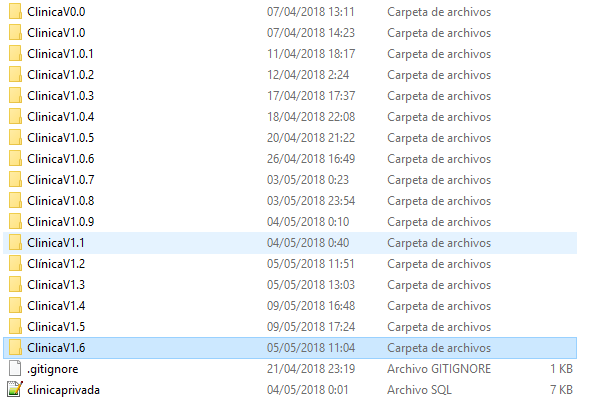 ClinicaV0.0 07/04/2018 13:11 Carpeta de archivos
ClinicaV1.0 07/04/2018 14:23 Carpeta de archivos
ClinicaV1.0.1 11/04/2018 18:17 Carpeta de archivos
ClinicaV1.0.2 12/04/2018 2:24 Carpeta de archivos
ClinicaV1.0.3 17/04/2018 17:37 Carpeta de archivos
ClinicaV1.0.4 18/04/2018 22:08 Carpeta de archivos
ClinicaV1.0.5 20/04/2018 21:22 Carpeta de archivos
ClinicaV1.0.6 26/04/2018 16:49 Carpeta de archivos
ClinicaV1.0.7 03/05/2018 0:23 Carpeta de archivos
ClinicaV1.0.8 03/05/2018 23:54 Carpeta de archivos
ClinicaV1.0.9 04/05/2018 0:10 Carpeta de archivos
ClinicaV1.1 04/05/2018 0:40 Carpeta de archivos
Clínica​V1.2 05/05/2018 11:51 Carpeta de archivos
ClinicaV1.3 05/05/2018 13:03 Carpeta de archivos
ClinicaV1.4 09/05/2018 16:48 Carpeta de archivos
ClinicaV1.5 09/05/2018 17:24 Carpeta de archivos
ClinicaV1.6 05/05/2018 11:04 Carpeta de archivos
.gitignore 21/04/2018 23:19 Archivo GITIGNORE 1 KB
clinicaprivada 04/05/2018 0:01 Archivo SQL 7 KB